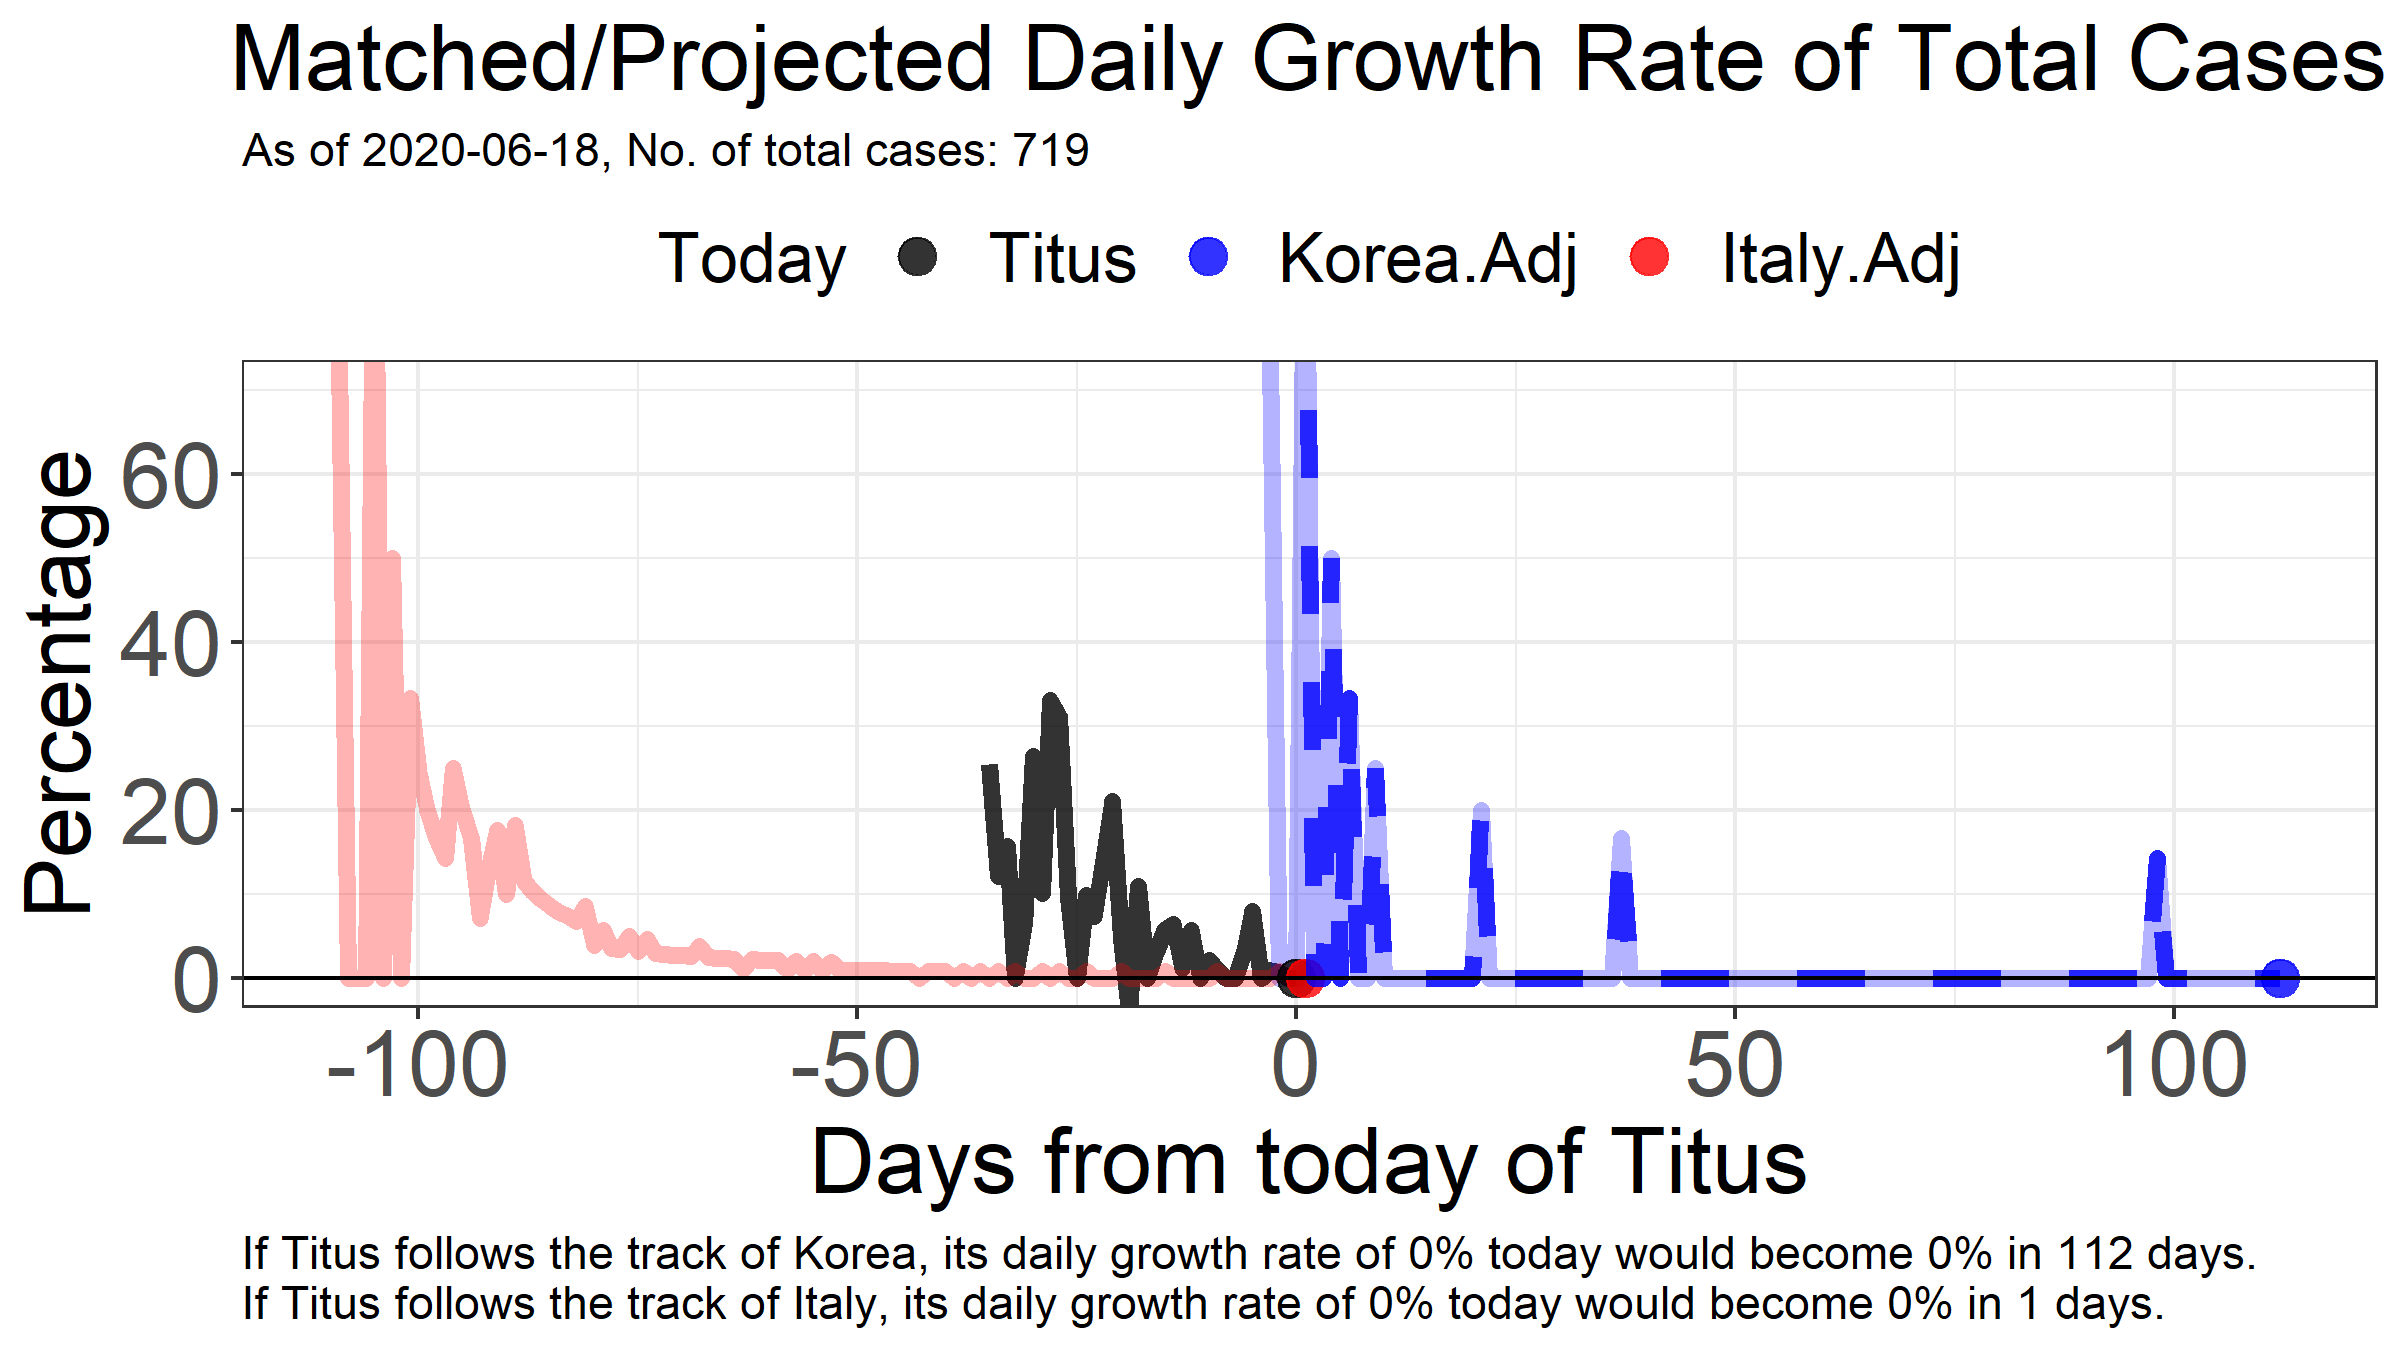 Matched/Projected Daily Growth Rate of Total Cases
As of 2020-06-18, No. of total cases: 719
Today Titus Korea.Adj Italy.Adj
Percentage
60
40
20
0
-100 -50 0 50 100
Days from today of Titus
If Titus follows the track of Korea, its daily growth rate of 0% today would become 0% in 112 days.
If Titus follows the track of Italy, its daily growth rate of 0% today would become 0% in 1 days.